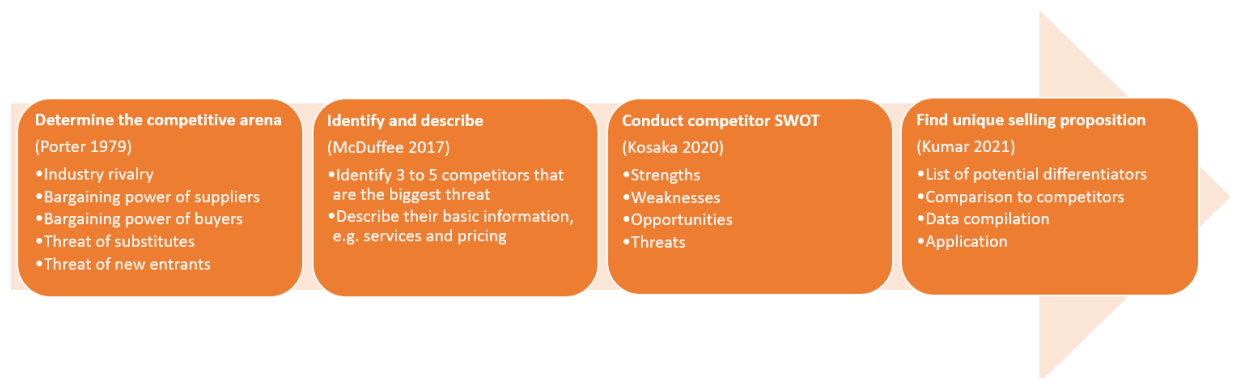 Determine the competitive arena
(Porter 1979)
•Industry rivalry
•Bargaining power of suppliers
•Bargaining power of buyers
•Threat of substitutes
•Threat of new entrants
Identify and describe
(McDuffee 2017)
•Identify 3 to 5 competitors that
are the biggest threat
•Describe their basic information,
e.g. services and pricing
Conduct competitor SWOT
(Kosaka 2020)
•Strengths
•Weaknesses
•Opportunities
•Threats
Find unique selling proposition
(Kumar 2021)
•List of potential differentiators
•Comparison to competitors
•Data compilation
•Application